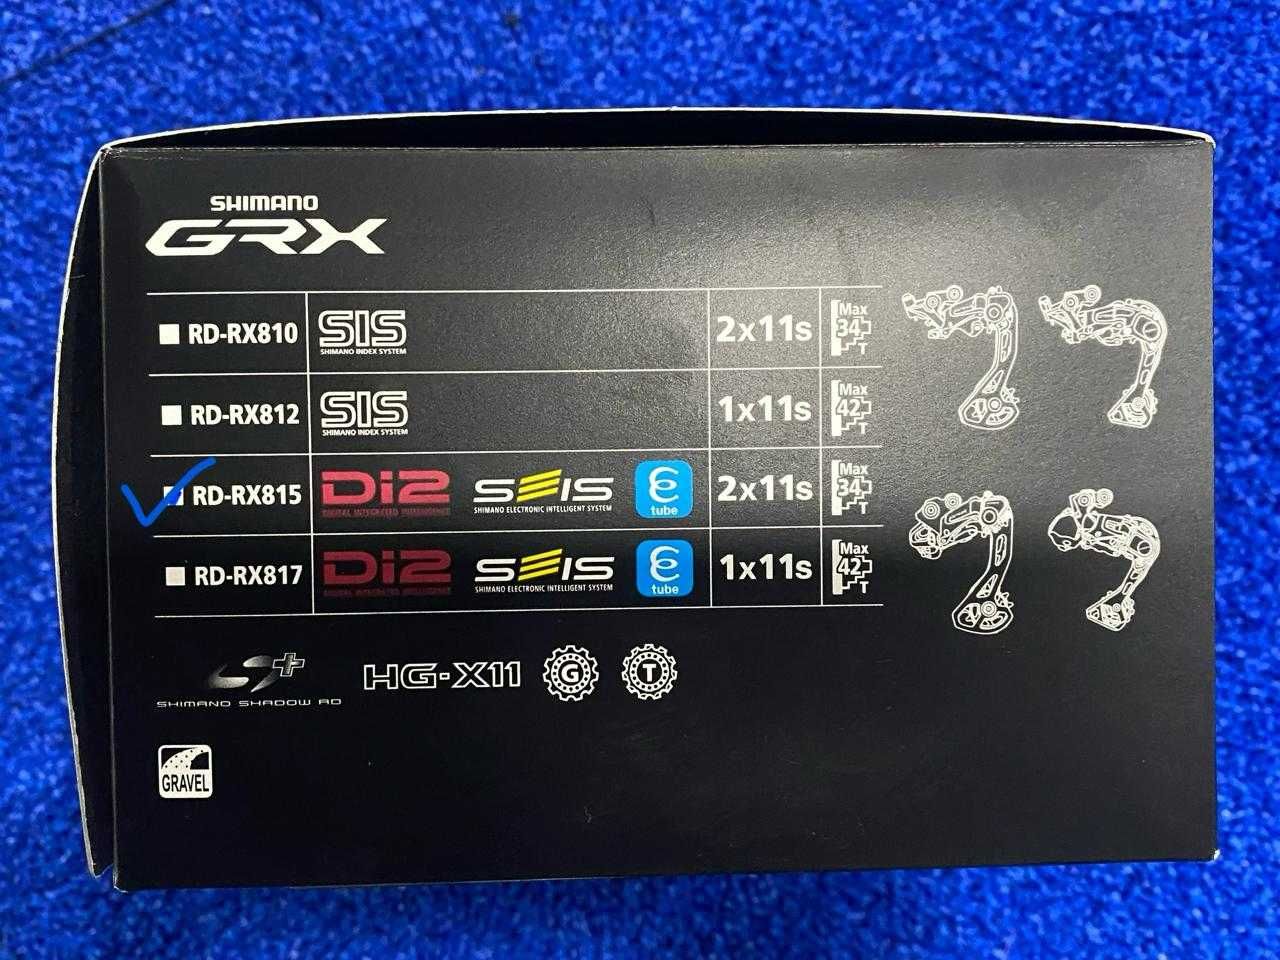 SHIMANO
GRX
RD-RX810 SIS SHIMANO INDEX SYSTEM 2x11s Max 34 T
RD-RX812 SIS SHIMANO INDEX SYSTEM 1x11s Max 42 T
RD-RX815 Di2 DIGITAL INTEGRATED INTELLIGENCE SEIS SHIMANO ELECTRONIC INTELLIGENT SYSTEM E tube 2x11s Max 34 T
RD-RX817 Di2 DIGITAL INTEGRATED INTELLIGENCE SEIS SHIMANO ELECTRONIC INTELLIGENT SYSTEM E tube 1x11s Max 42 T
S+ SHIMANO SHADOW RD HG-X11 G T
GRAVEL